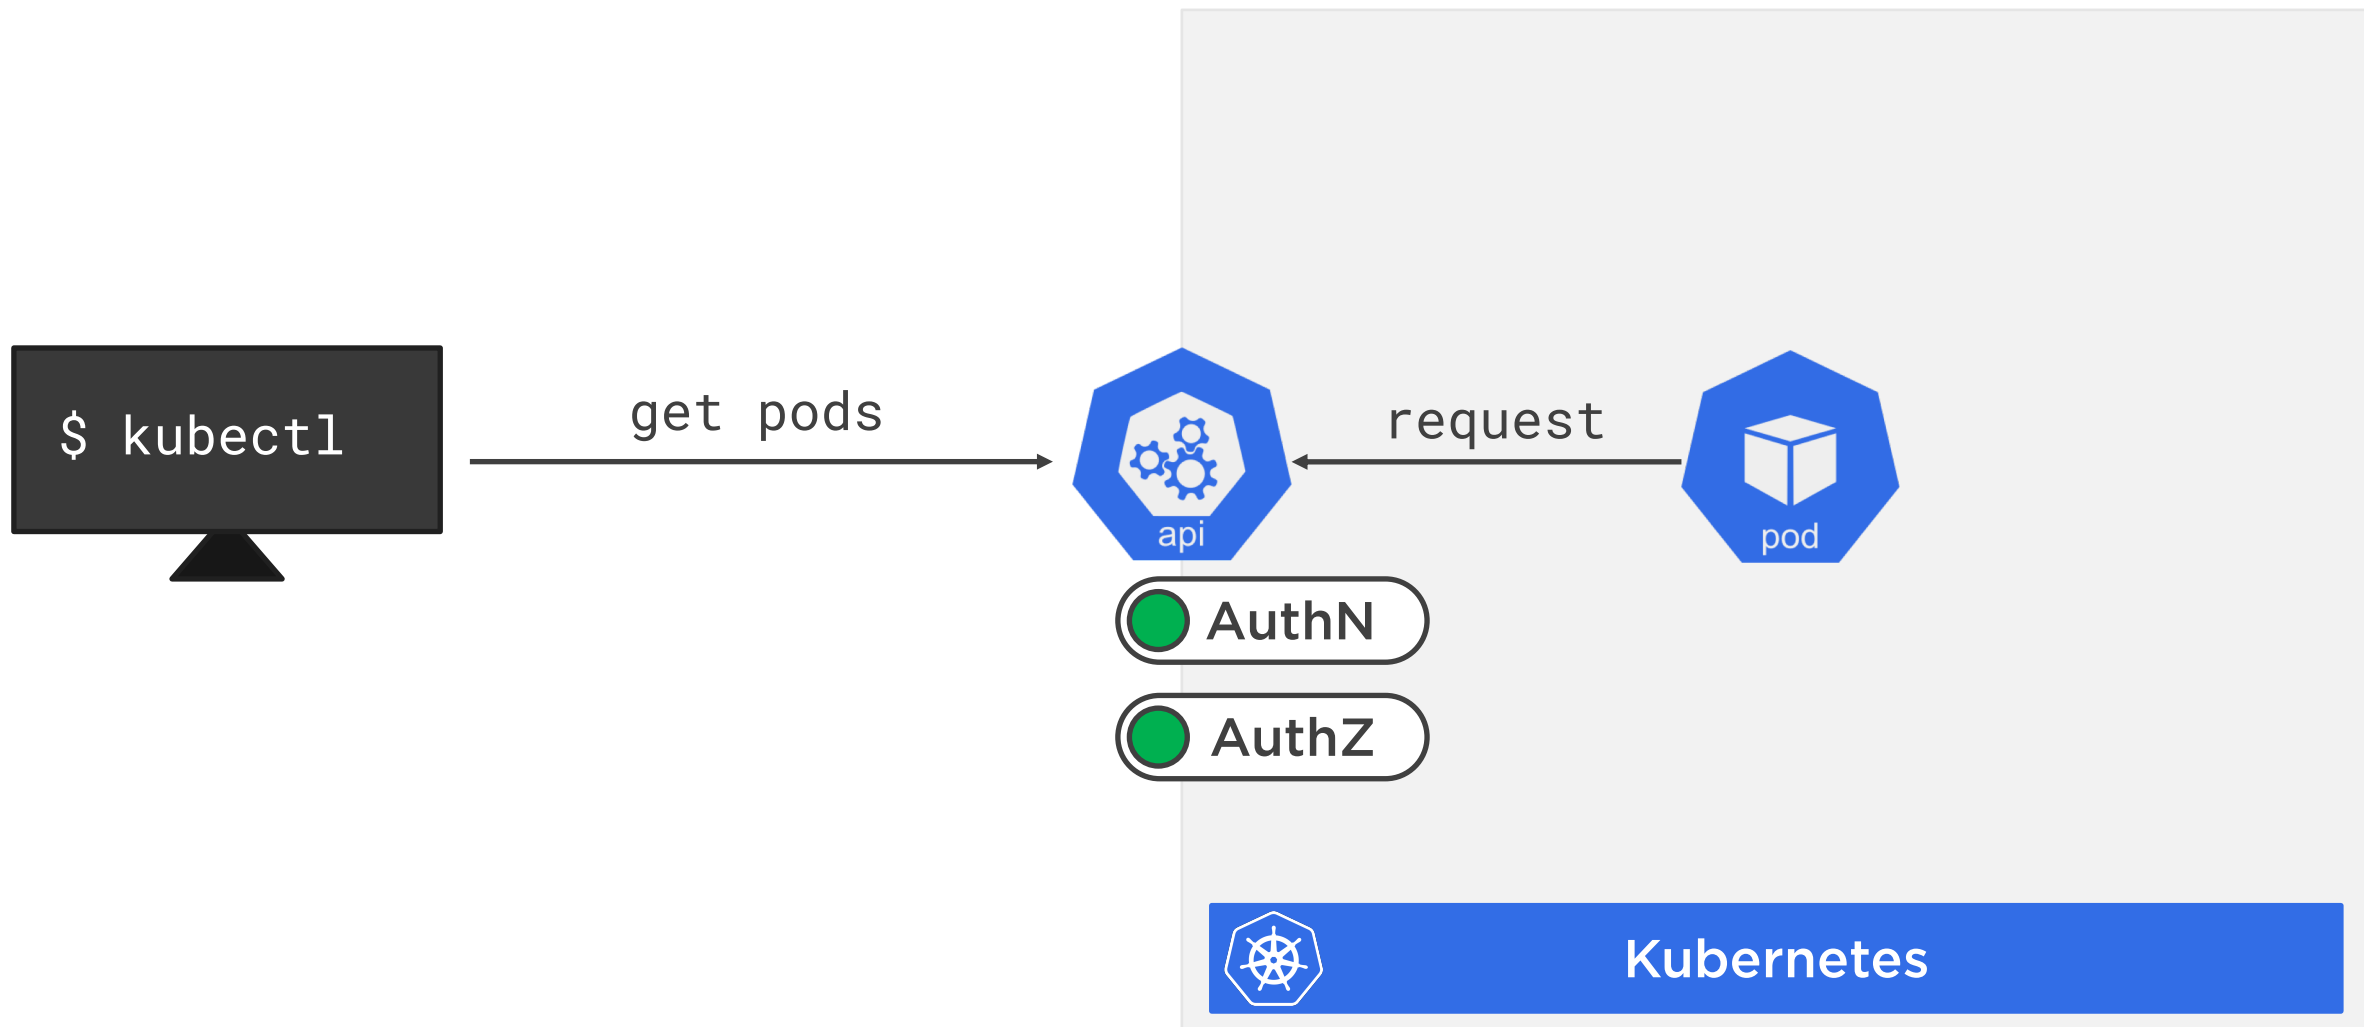 $ kubectl
get pods
api
request
pod
AuthN
AuthZ
Kubernetes